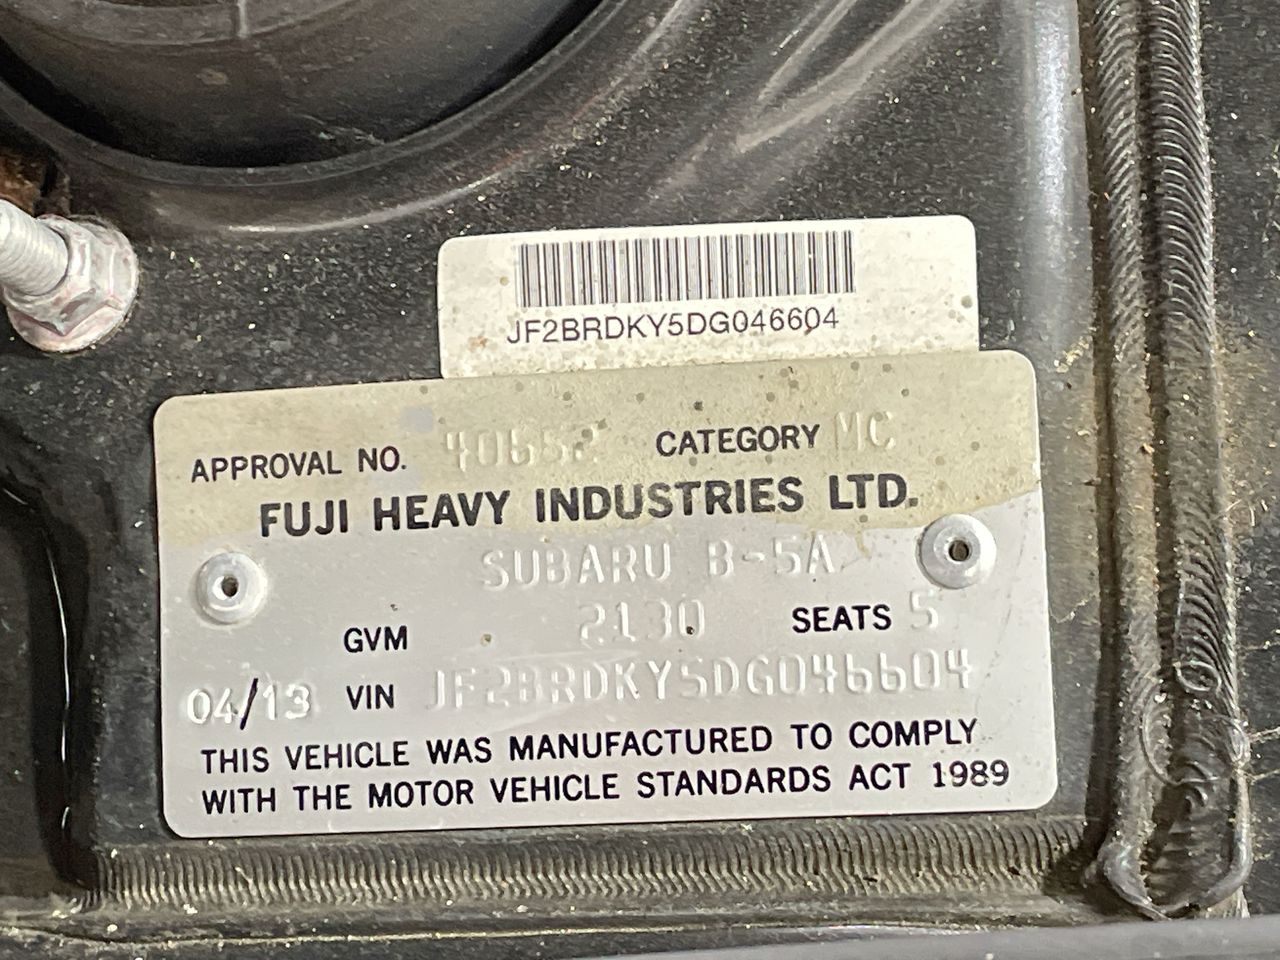 JF2BRDKY5DG046604
APPROVAL NO. 40652 CATEGORY MC
FUJI HEAVY INDUSTRIES LTD.
SUBARU B-5A
GVM 2130 SEATS 5
04/13 VIN JF2BRDKY5DG046604
THIS VEHICLE WAS MANUFACTURED TO COMPLY
WITH THE MOTOR VEHICLE STANDARDS ACT 1989